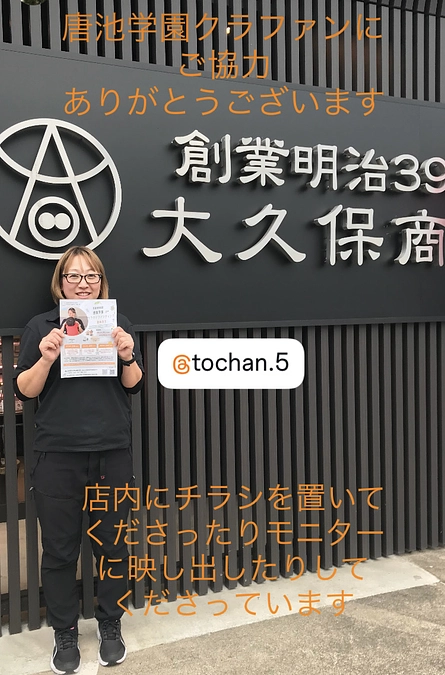 唐池学園クラファンに
ご協力
ありがとうございます
創業明治39
大久保商
@tochan.5
店内にチラシを置いて
くださったりモニター
に映し出したりして
くださっています